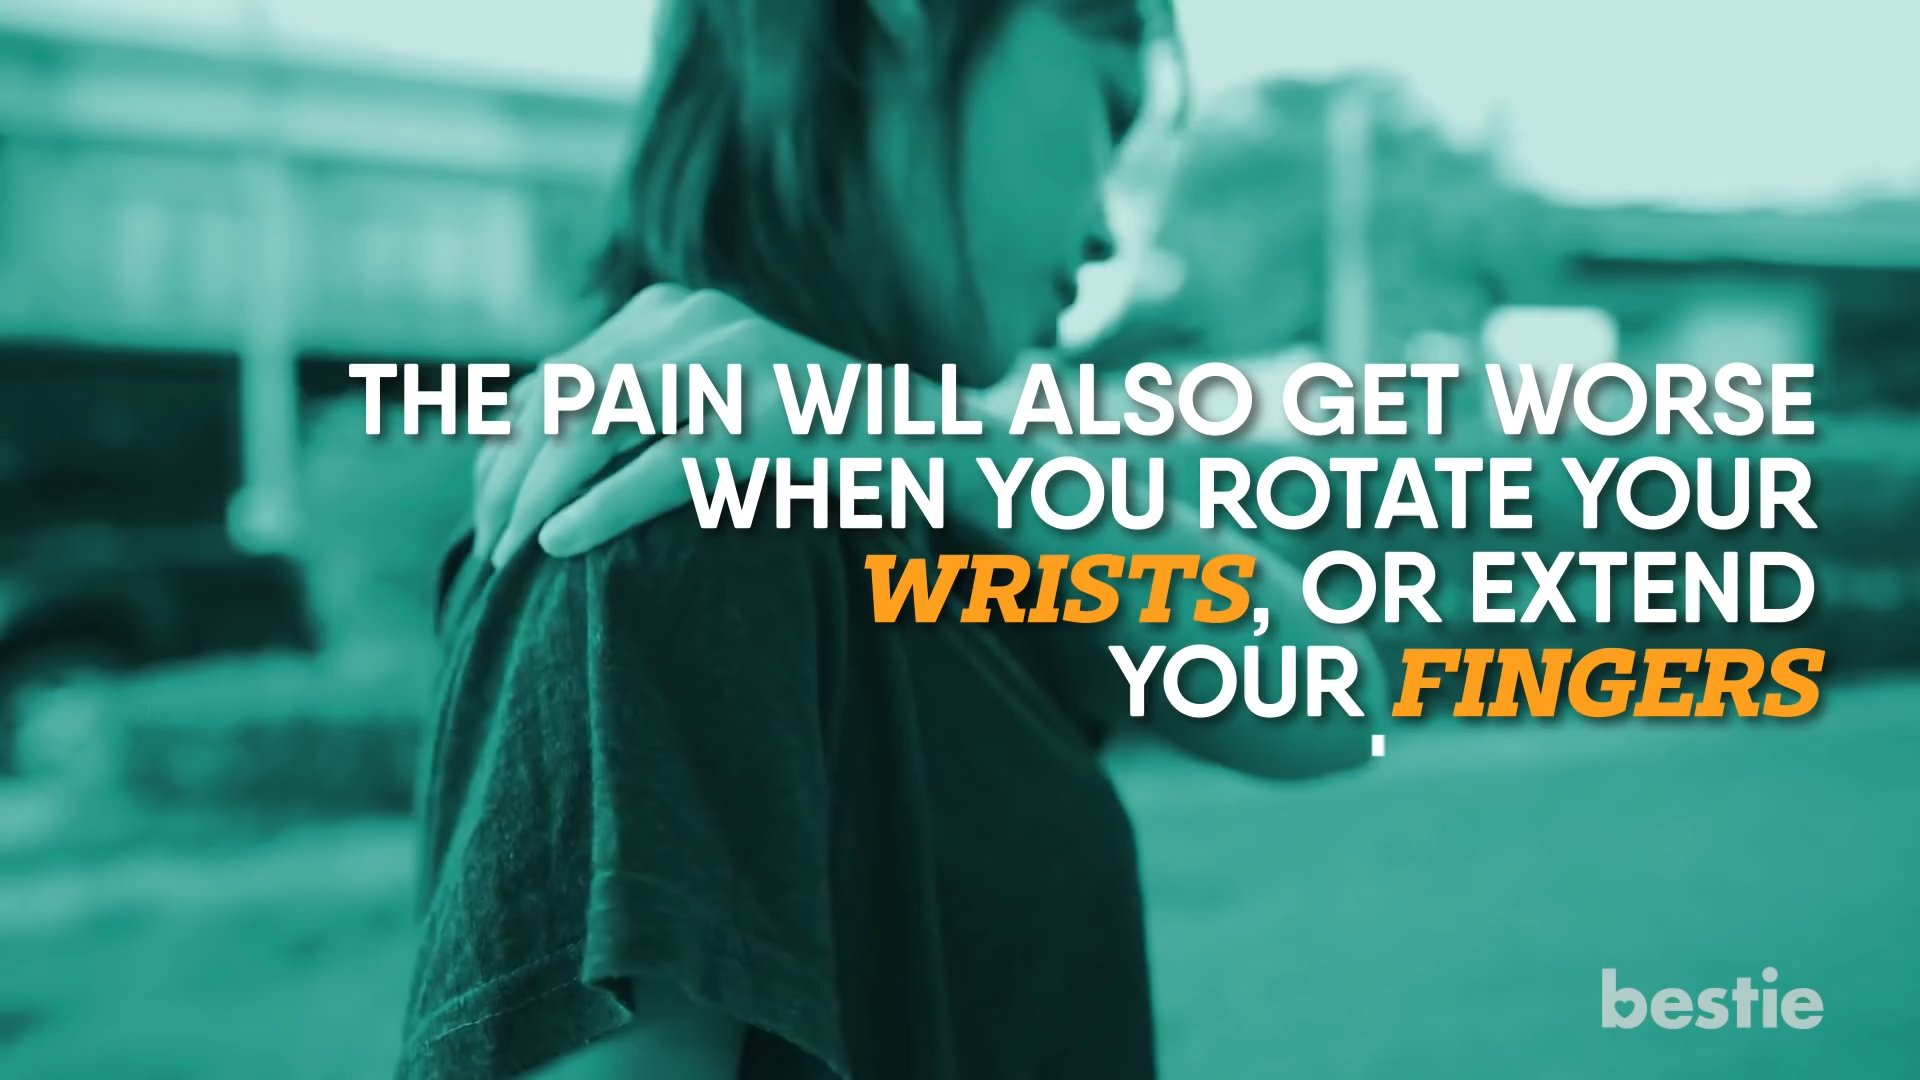 THE PAIN WILL ALSO GET WORSE
WHEN YOU ROTATE YOUR
WRISTS, OR EXTEND
YOUR FINGERS
bestie